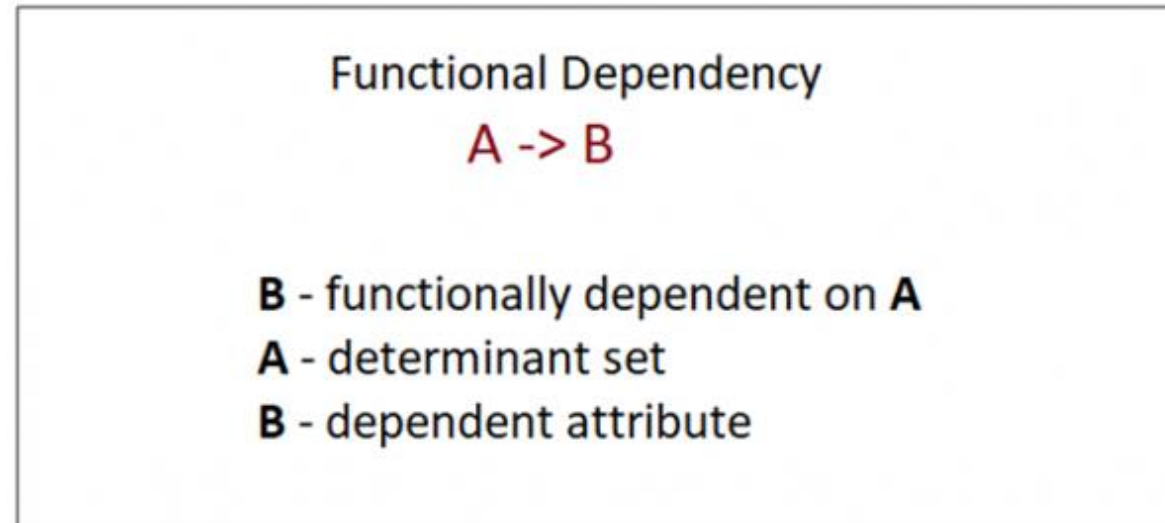 Functional Dependency
A -> B
B - functionally dependent on A
A - determinant set
B - dependent attribute